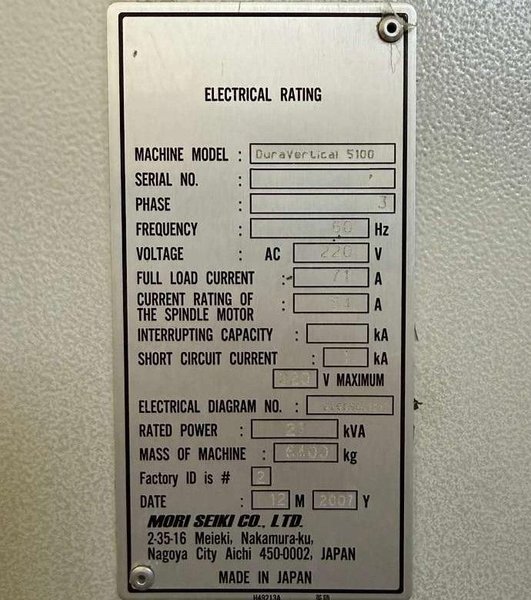 ELECTRICAL RATING
MACHINE MODEL : DuraVertical 5100
SERIAL NO. :
PHASE : 3
FREQUENCY : 60 Hz
VOLTAGE : AC 220 V
FULL LOAD CURRENT : 71 A
CURRENT RATING OF
THE SPINDLE MOTOR : A
INTERRUPTING CAPACITY : kA
SHORT CIRCUIT CURRENT : kA
V MAXIMUM
ELECTRICAL DIAGRAM NO. :
RATED POWER : kVA
MASS OF MACHINE : kg
Factory ID is # 2
DATE : 12 M 2007 Y
MORI SEIKI CO., LTD.
2-35-16 Meieki, Nakamura-ku,
Nagoya City Aichi 450-0002, JAPAN
MADE IN JAPAN
H49213A